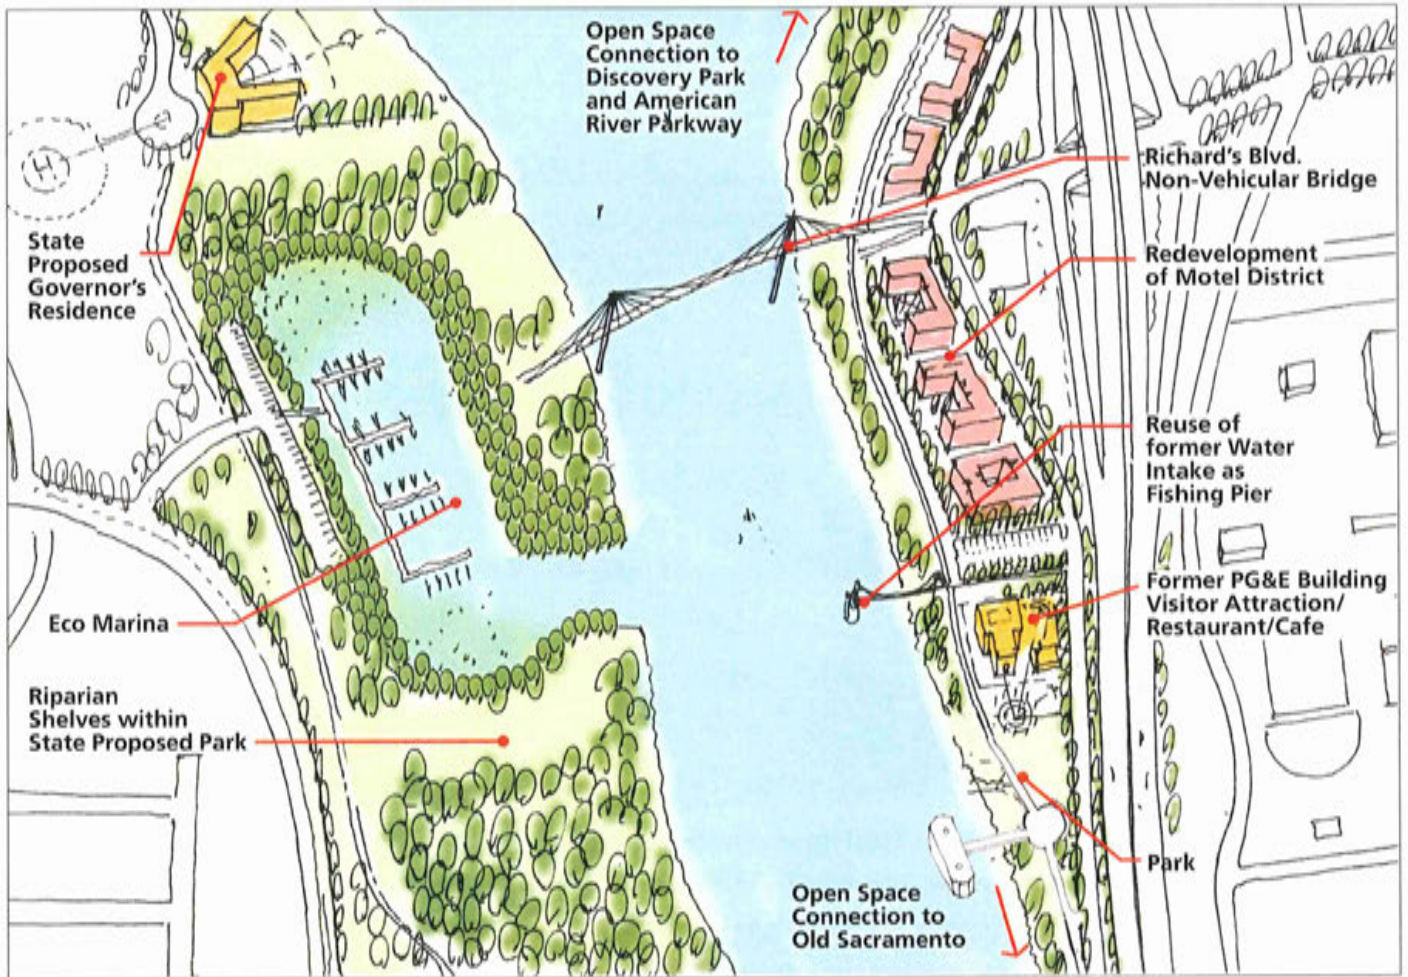 Open Space
Connection to
Discovery Park
and American
River Parkway
Richard's Blvd.
Non-Vehicular Bridge
H
State
Proposed
Governor's
Residence
Redevelopment
of Motel District
Reuse of
former Water
Intake as
Fishing Pier
Former PG&E Building
Visitor Attraction/
Restaurant/Cafe
Eco Marina
Riparian
Shelves within
State Proposed Park
Park
Open Space
Connection to
Old Sacramento